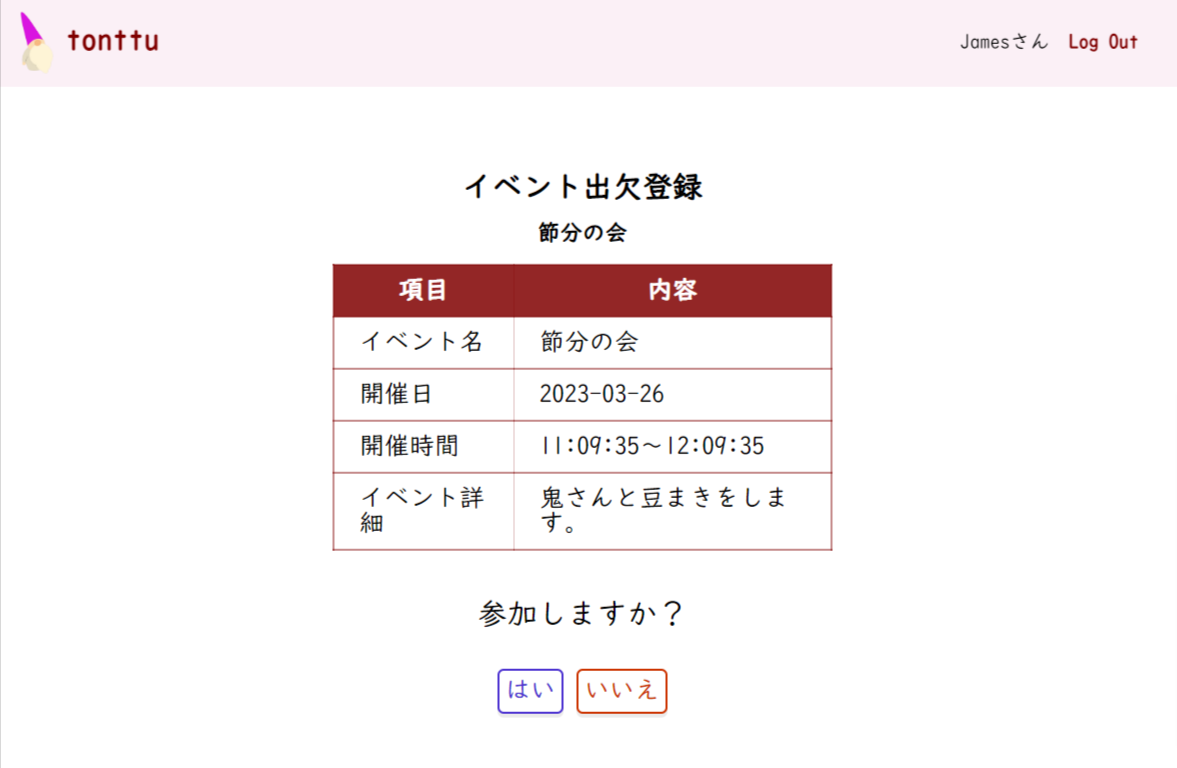 tonttu
Jamesさん Log Out
イベント出欠登録
節分の会
項目 内容
イベント名 節分の会
開催日 2023-03-26
開催時間 11:09:35〜12:09:35
イベント詳 鬼さんと豆まきをしま
細 す。
参加しますか？
はい いいえ